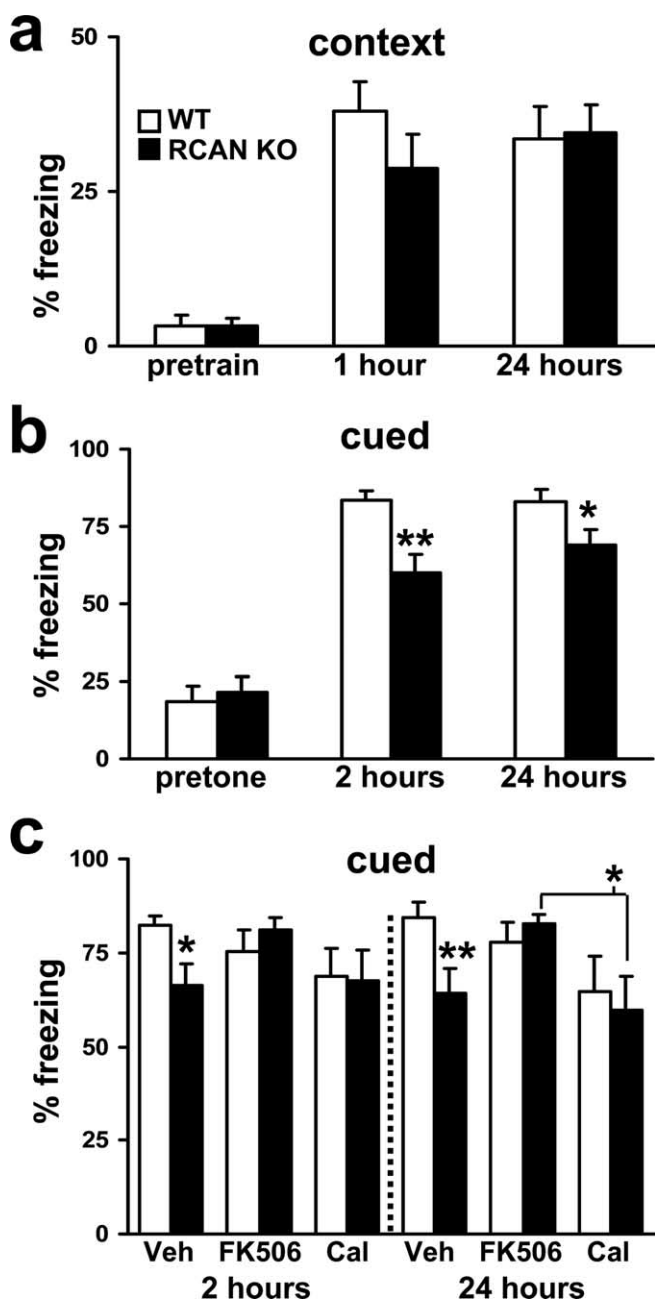 a
context
50
25
0
% freezing
WT
RCAN KO
pretrain 1 hour 24 hours
b
cued
100
75
50
25
0
% freezing
** *
pretone 2 hours 24 hours
c
cued
100
75
50
25
0
% freezing
* ** *
Veh FK506 Cal Veh FK506 Cal
2 hours 24 hours